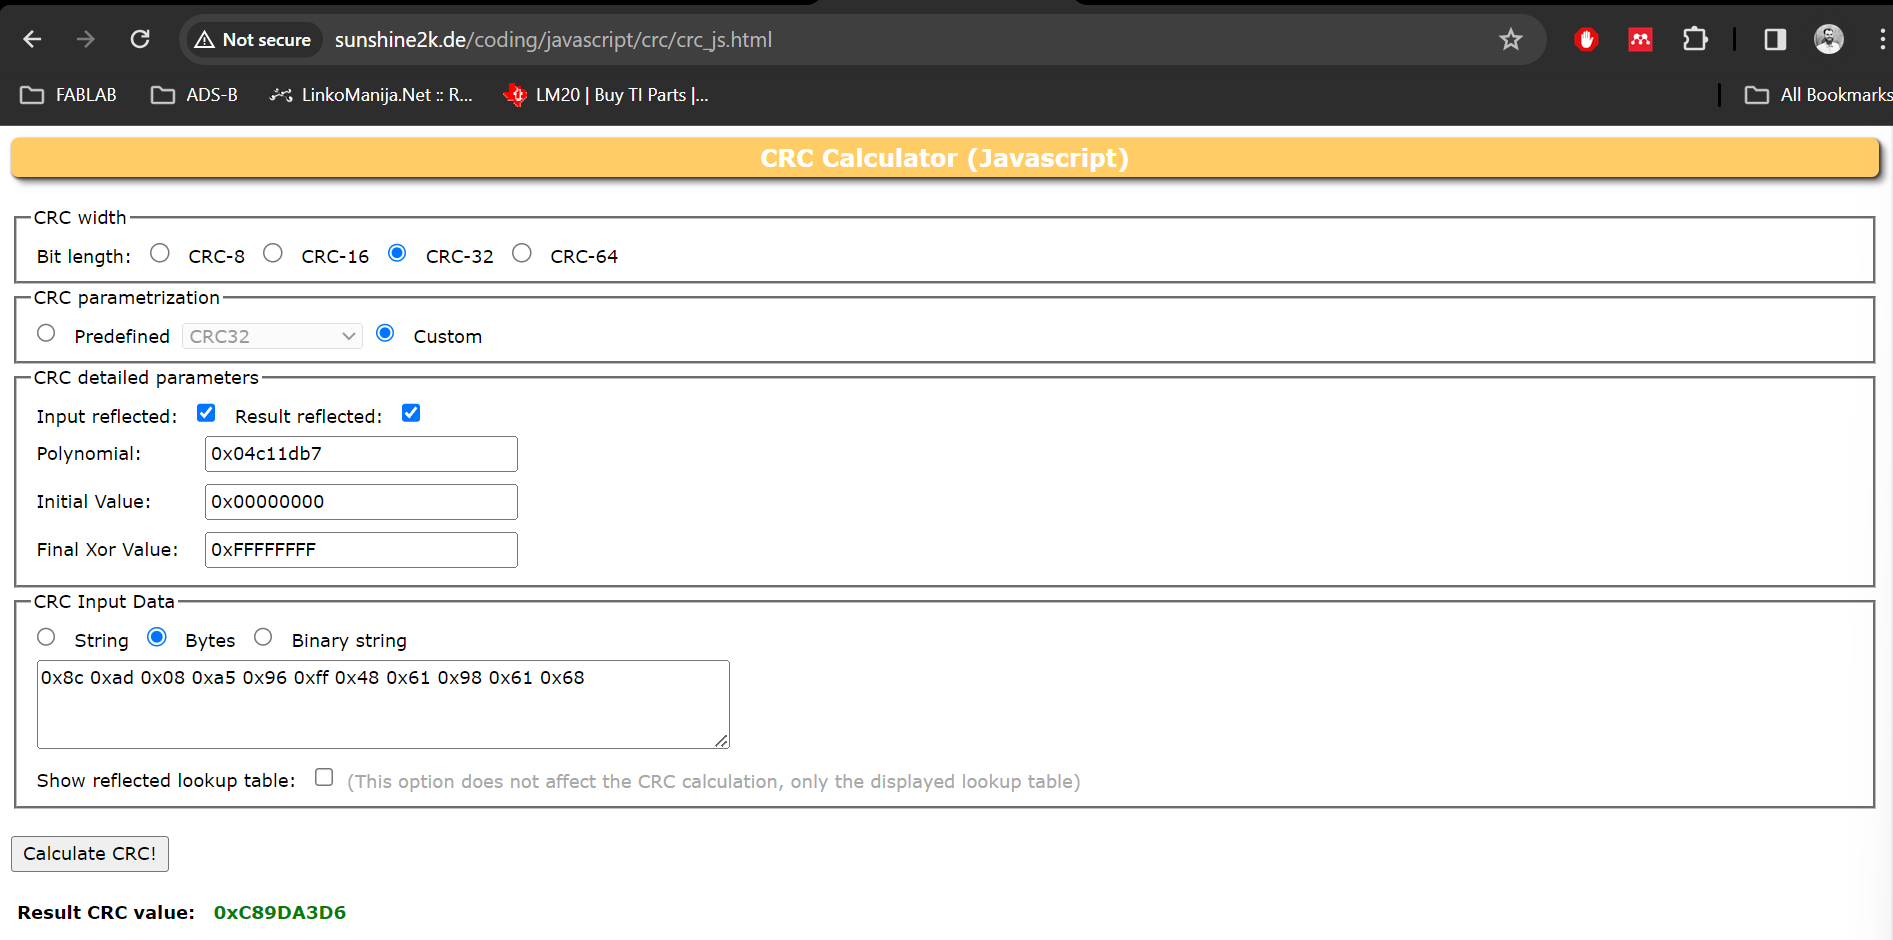 Not secure sunshine2k.de/coding/javascript/crc/crc_js.html
FABLAB ADS-B LinkoManija.Net :: R... LM20 | Buy TI Parts |... All Bookmarks
CRC Calculator (Javascript)
CRC width
Bit length: CRC-8 CRC-16 CRC-32 CRC-64
CRC parametrization
Predefined CRC32 Custom
CRC detailed parameters
Input reflected: Result reflected:
Polynomial: 0x04c11db7
Initial Value: 0x00000000
Final Xor Value: 0xFFFFFFFF
CRC Input Data
String Bytes Binary string
0x8c 0xad 0x08 0xa5 0x96 0xff 0x48 0x61 0x98 0x61 0x68
Show reflected lookup table: (This option does not affect the CRC calculation, only the displayed lookup table)
Calculate CRC!
Result CRC value: 0xC89DA3D6